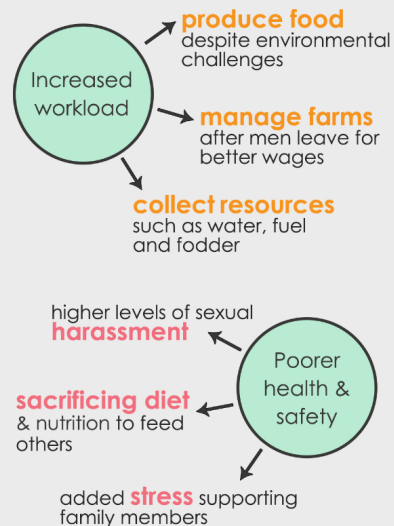 produce food
despite environmental
challenges
Increased
workload
manage farms
after men leave for
better wages
collect resources
such as water, fuel
and fodder
higher levels of sexual
harassment
Poorer
health &
safety
sacrificing diet
& nutrition to feed
others
added stress supporting
family members